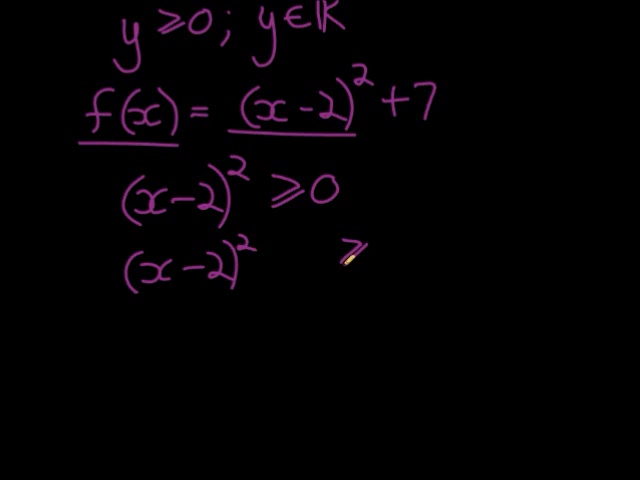 y ⩾ 0 ; y ∈ ℝ
f(x) = (x - 2)² + 7
(x - 2)² ⩾ 0
(x - 2)² ⩾